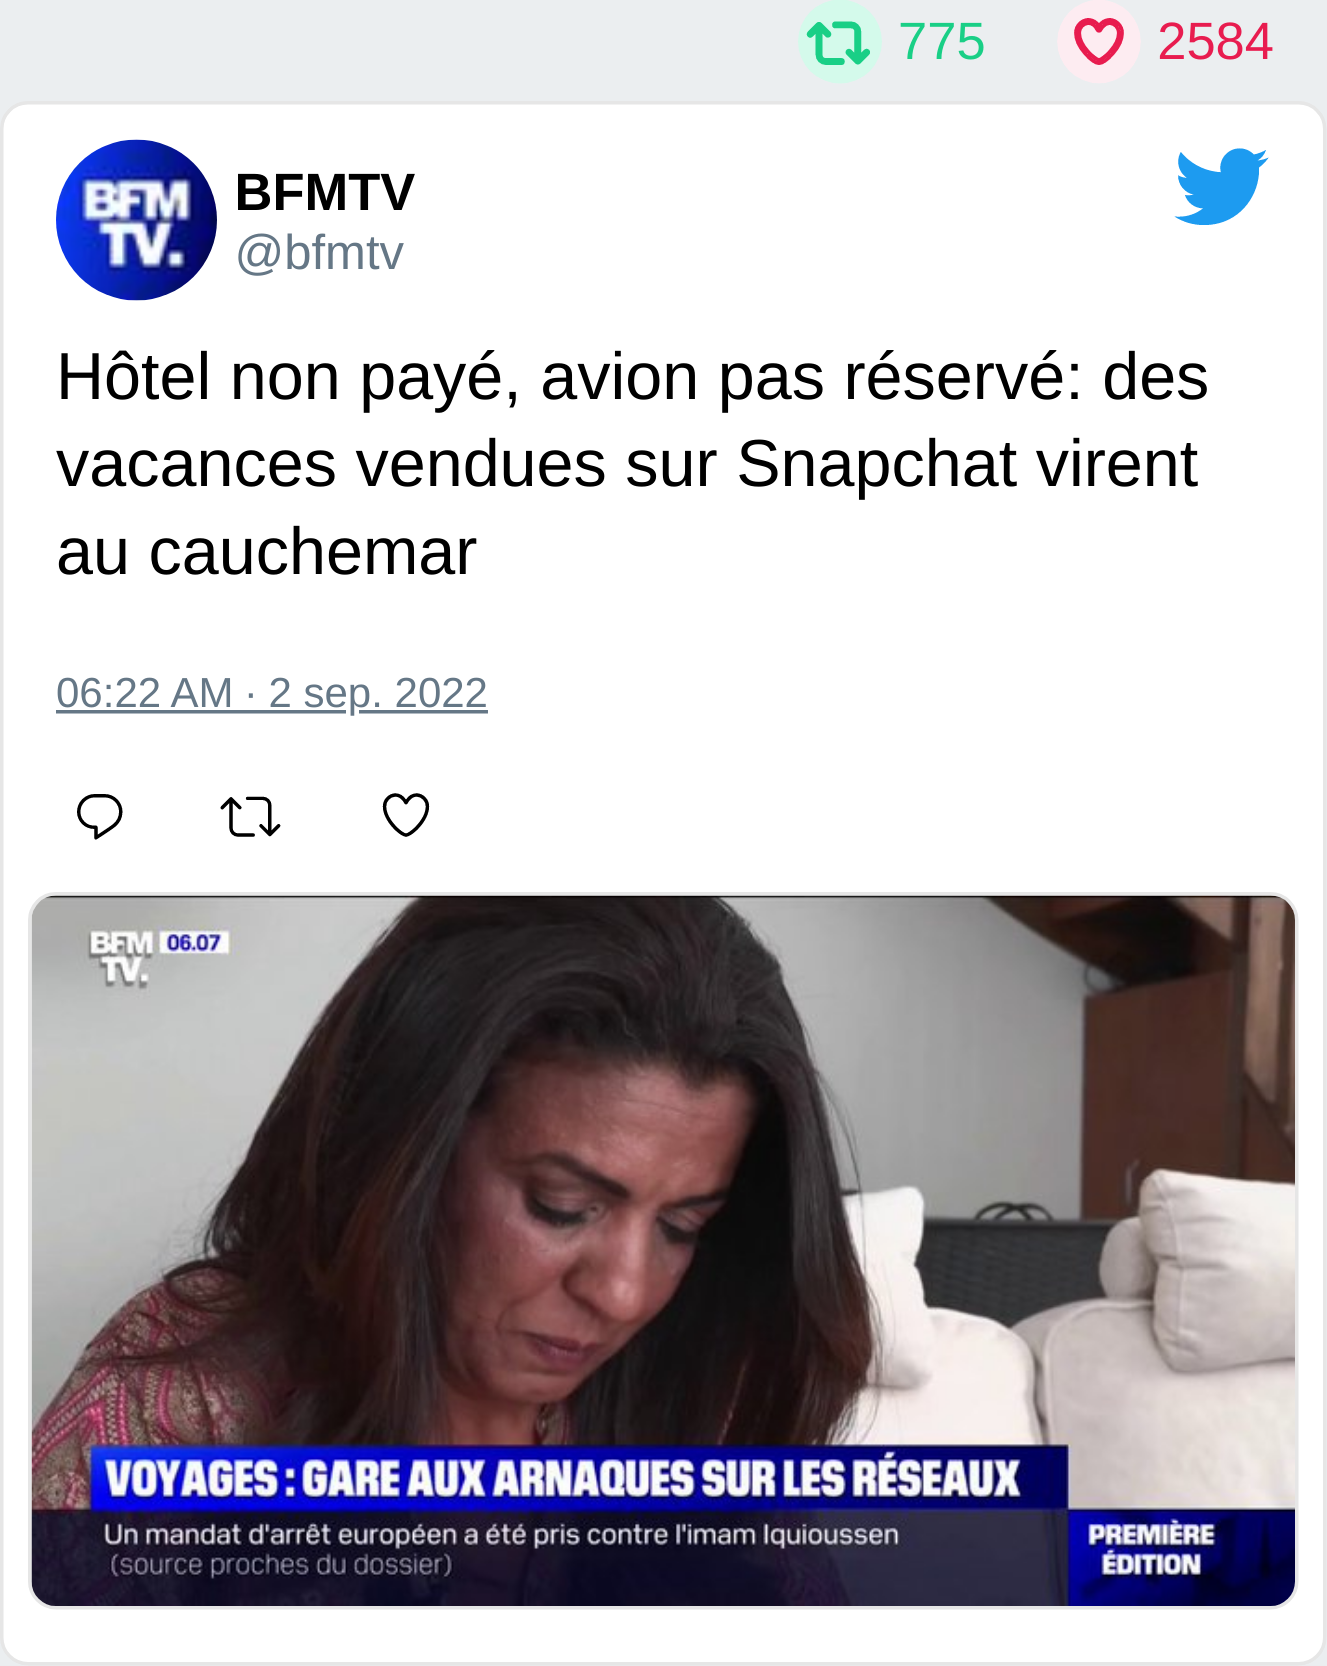 775 2584
BFM
TV.
BFMTV
@bfmtv
Hôtel non payé, avion pas réservé: des
vacances vendues sur Snapchat virent
au cauchemar
06:22 AM · 2 sep. 2022
BFM 06.07
TV.
VOYAGES : GARE AUX ARNAQUES SUR LES RÉSEAUX
Un mandat d'arrêt européen a été pris contre l'imam Iquioussen
(source proches du dossier)
PREMIÈRE
ÉDITION